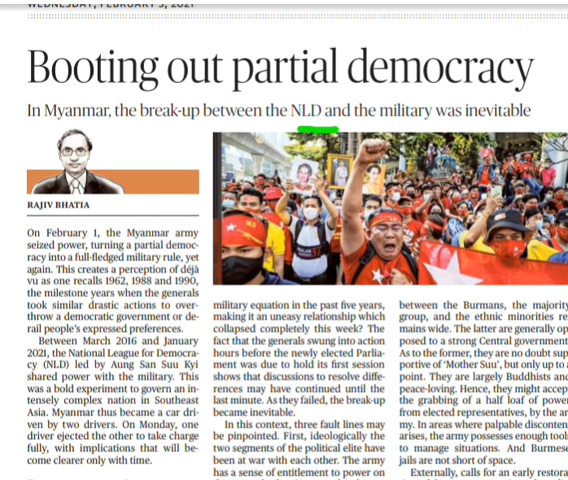 WEDNESDAY, FEBRUARY 3, 2021
Booting out partial democracy
In Myanmar, the break-up between the NLD and the military was inevitable
RAJIV BHATIA
On February 1, the Myanmar army
seized power, turning a partial democ-
racy into a full-fledged military rule, yet
again. This creates a perception of déjà
vu as one recalls 1962, 1988 and 1990,
the milestone years when the generals
took similar drastic actions to over-
throw a democratic government or de-
rail people's expressed preferences.
Between March 2016 and January
2021, the National League for Democra-
cy (NLD) led by Aung San Suu Kyi
shared power with the military. This
was a bold experiment to govern an in-
tensely complex nation in Southeast
Asia. Myanmar thus became a car dri-
ven by two drivers. On Monday, one
driver ejected the other to take charge
fully, with implications that will be-
come clearer only with time.
military equation in the past five years,
making it an uneasy relationship which
collapsed completely this week? The
fact that the generals swung into action
hours before the newly elected Parlia-
ment was due to hold its first session
shows that discussions to resolve diffe-
rences may have continued until the
last minute. As they failed, the break-up
became inevitable.
In this context, three fault lines may
be pinpointed. First, ideologically the
two segments of the political elite have
been at war with each other. The army
has a sense of entitlement to power on
between the Burmans, the majority
group, and the ethnic minorities re
mains wide. The latter are generally op
posed to a strong Central government
As to the former, they are no doubt sup
portive of 'Mother Suu', but only up to
point. They are largely Buddhists and
peace-loving. Hence, they might accep
the grabbing of a half loaf of power
from elected representatives, by the ar
my. In areas where palpable disconten
arises, the army possesses enough tool
to manage situations. And Burmese
jails are not short of space.
Externally, calls for an early restora